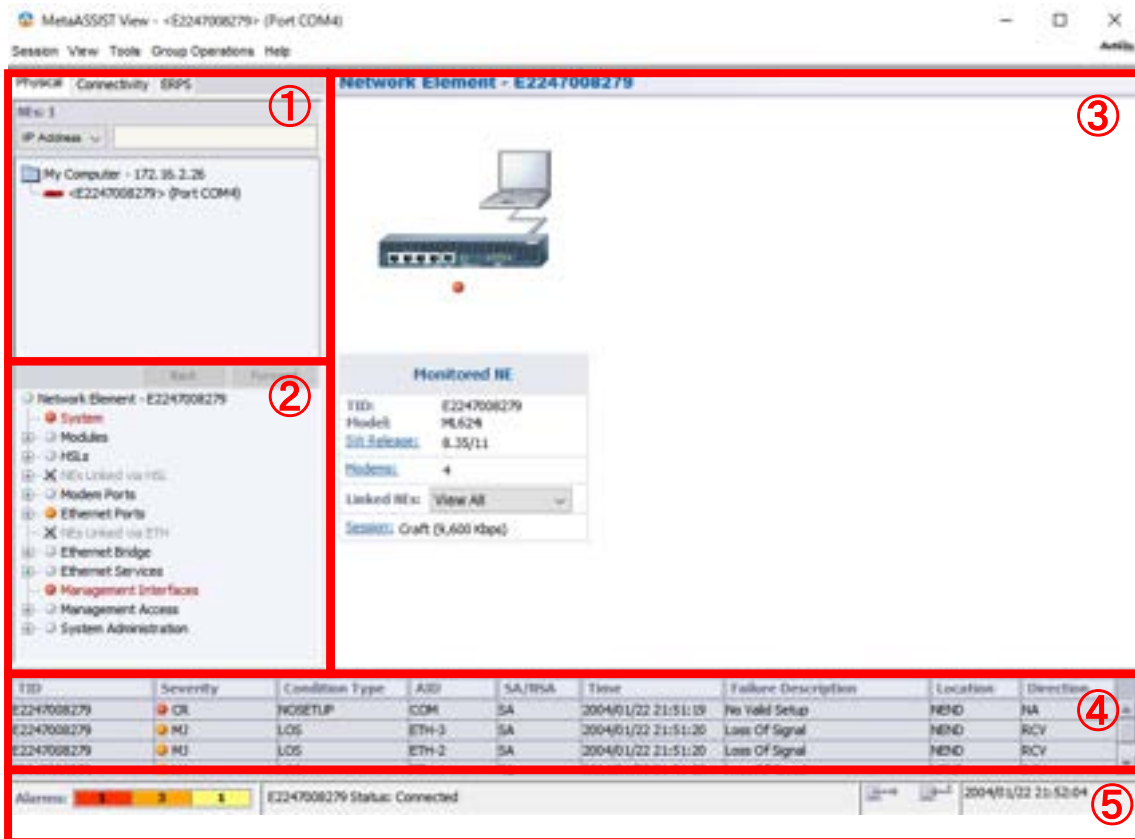 MetaASSIST View - <E2247008279> (Port COM4)
Session View Tools Group Operations Help
Physical Connectivity ERPS
①
NEs: 1
IP Address
My Computer - 172.16.2.26
<E2247008279> (Port COM4)
②
Back Forward
Network Element - E2247008279
System
Modules
HSLs
NEs Linked via HSL
Modem Ports
Ethernet Ports
NEs Linked via ETH
Ethernet Bridge
Ethernet Services
Management Interfaces
Management Access
System Administration
Network Element - E2247008279
③
Monitored NE
TID: E2247008279
Model: ML624i
SW Release: 8.35/11
Modems: 4
Linked NEs: View All
Session: Craft (9,600 Kbps)
TID Severity Condition Type AID SA/NSA Time Failure Description Location Direction
④
E2247008279 CR NOSETUP COM SA 2004/01/22 21:51:19 No Valid Setup NEND NA
E2247008279 MJ LOS ETH-3 SA 2004/01/22 21:51:20 Loss Of Signal NEND RCV
E2247008279 MJ LOS ETH-2 SA 2004/01/22 21:51:20 Loss Of Signal NEND RCV
Alarms: 1 3 1 E2247008279 Status: Connected 2004/01/22 21:52:04
⑤